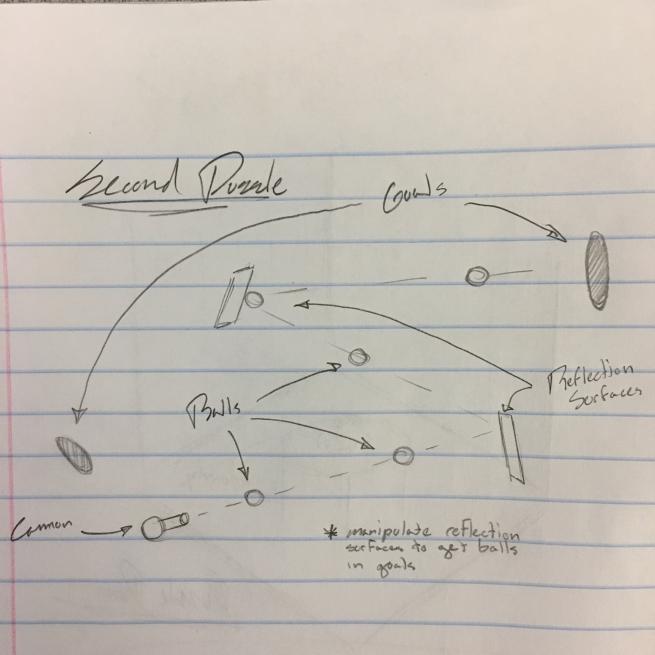 Second Puzzle
Goals
Reflection
Surfaces
Balls
Cannon
* manipulate reflection
surfaces to get balls
in goals